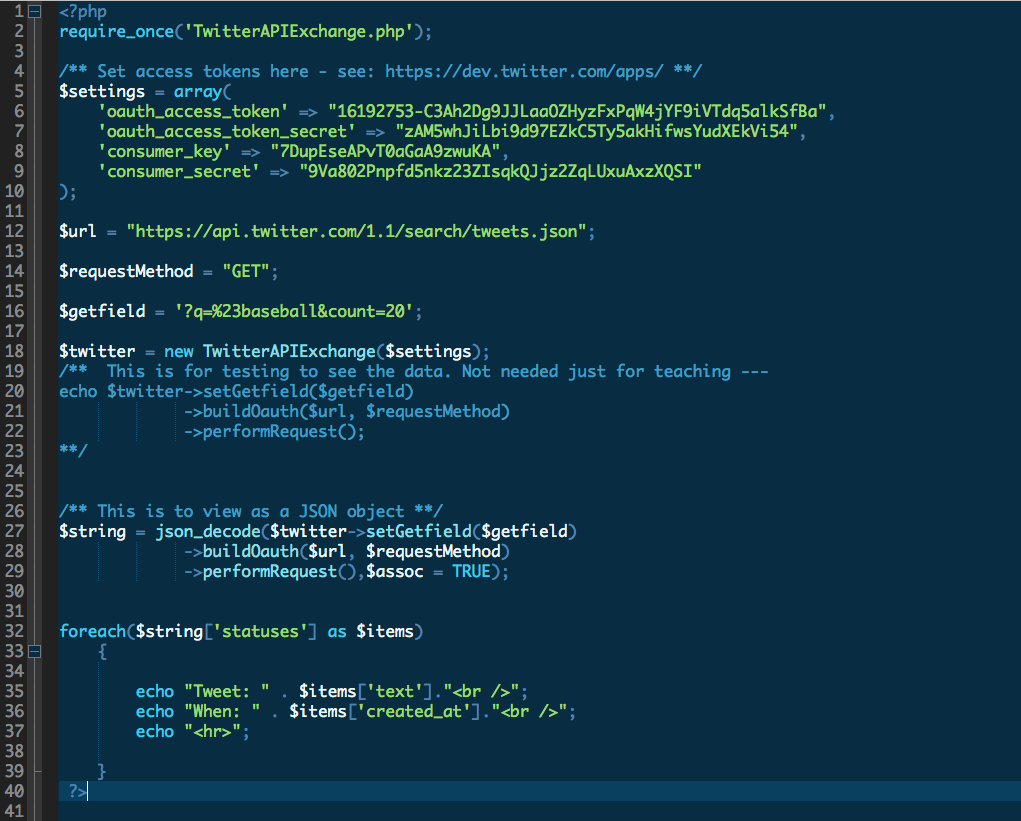 1 <?php
2 require_once('TwitterAPIExchange.php');
3
4 /** Set access tokens here - see: https://dev.twitter.com/apps/ **/
5 $settings = array(
6     'oauth_access_token' => "16192753-C3Ah2Dg9JJLaaOZHyzFxPqW4jYF9iVTdq5alkSfBa",
7     'oauth_access_token_secret' => "zAM5whJiLbi9d97EZkC5Ty5akHifwsYudXEkVi54",
8     'consumer_key' => "7DupEseAPvT0aGaA9zwuKA",
9     'consumer_secret' => "9Va802Pnpfd5nkz23ZIsqkQJjz2ZqLUxuAxzXQSI"
10 );
11
12 $url = "https://api.twitter.com/1.1/search/tweets.json";
13
14 $requestMethod = "GET";
15
16 $getfield = '?q=%23baseball&count=20';
17
18 $twitter = new TwitterAPIExchange($settings);
19 /**  This is for testing to see the data. Not needed just for teaching ---
20 echo $twitter->setGetfield($getfield)
21              ->buildOauth($url, $requestMethod)
22              ->performRequest();
23 **/
24
25
26 /** This is to view as a JSON object **/
27 $string = json_decode($twitter->setGetfield($getfield)
28              ->buildOauth($url, $requestMethod)
29              ->performRequest(),$assoc = TRUE);
30
31
32 foreach($string['statuses'] as $items)
33     {
34
35         echo "Tweet: " . $items['text']."<br />";
36         echo "When: " . $items['created_at']."<br />";
37         echo "<hr>";
38
39     }
40  ?>
41